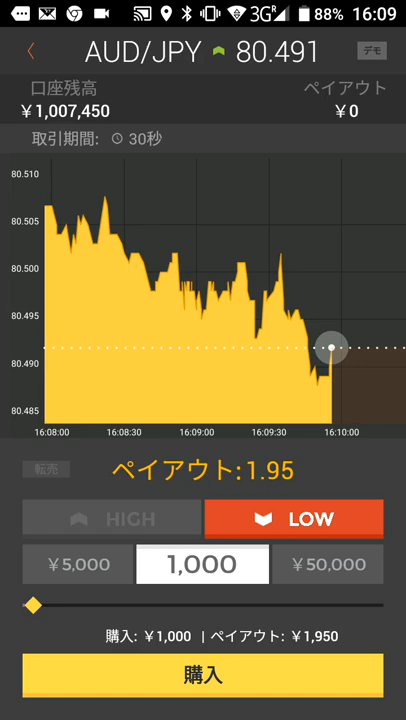 3G R 88% 16:09
AUD/JPY 80.491 デモ
口座残高 ペイアウト
￥1,007,450 ￥0
取引期間: 30秒
80.510
80.505
80.500
80.495
80.490
80.485
16:08:00 16:08:30 16:09:00 16:09:30 16:10:00
転売 ペイアウト:1.95
HIGH LOW
￥5,000 1,000 ￥50,000
購入: ￥1,000 | ペイアウト: ￥1,950
購入